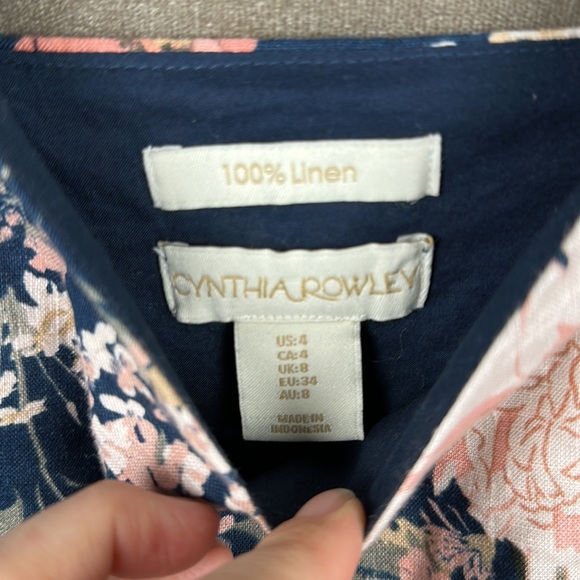 100% Linen
CYNTHIA ROWLEY
US:4
CA:4
UK:8
EU:34
AU:8
MADE IN
INDONESIA